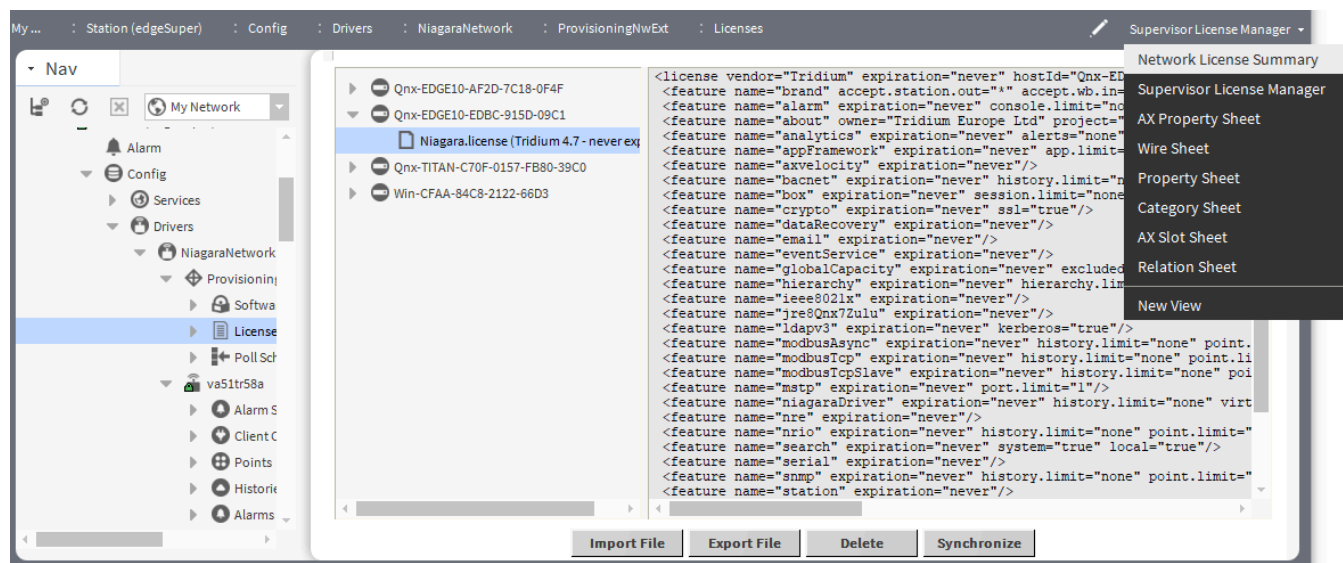 My ... : Station (edgeSuper) : Config : Drivers : NiagaraNetwork : ProvisioningNwExt : Licenses
Supervisor License Manager
Nav
My Network
Alarm
Config
Services
Drivers
NiagaraNetwork
Provisioning
Softwa
License
Poll Sch
va51tr58a
Alarm S
Client C
Points
Historie
Alarms
Qnx-EDGE10-AF2D-7C18-0F4F
Qnx-EDGE10-EDBC-915D-09C1
Niagara.license (Tridium 4.7 - never exp
Qnx-TITAN-C70F-0157-FB80-39C0
Win-CFAA-84C8-2122-66D3
<license vendor="Tridium" expiration="never" hostId="Qnx-ED
<feature name="brand" accept.station.out="*" accept.wb.in=
<feature name="alarm" expiration="never" console.limit="no
<feature name="about" owner="Tridium Europe Ltd" project="
<feature name="analytics" expiration="never" alerts="none"
<feature name="appFramework" expiration="never" app.limit=
<feature name="axvelocity" expiration="never"/>
<feature name="bacnet" expiration="never" history.limit="n
<feature name="box" expiration="never" session.limit="none
<feature name="crypto" expiration="never" ssl="true"/>
<feature name="dataRecovery" expiration="never"/>
<feature name="email" expiration="never"/>
<feature name="eventService" expiration="never"/>
<feature name="globalCapacity" expiration="never" excluded
<feature name="hierarchy" expiration="never" hierarchy.lim
<feature name="ieee8021x" expiration="never"/>
<feature name="jre8Qnx7Zulu" expiration="never"/>
<feature name="ldapv3" expiration="never" kerberos="true"/>
<feature name="modbusAsync" expiration="never" history.limit="none" point.
<feature name="modbusTcp" expiration="never" history.limit="none" point.li
<feature name="modbusTcpSlave" expiration="never" history.limit="none" poi
<feature name="mstp" expiration="never" port.limit="1"/>
<feature name="niagaraDriver" expiration="never" history.limit="none" virt
<feature name="nre" expiration="never"/>
<feature name="nrio" expiration="never" history.limit="none" point.limit="
<feature name="search" expiration="never" system="true" local="true"/>
<feature name="serial" expiration="never"/>
<feature name="snmp" expiration="never" history.limit="none" point.limit="
<feature name="station" expiration="never"/>
Network License Summary
Supervisor License Manager
AX Property Sheet
Wire Sheet
Property Sheet
Category Sheet
AX Slot Sheet
Relation Sheet
New View
Import File
Export File
Delete
Synchronize